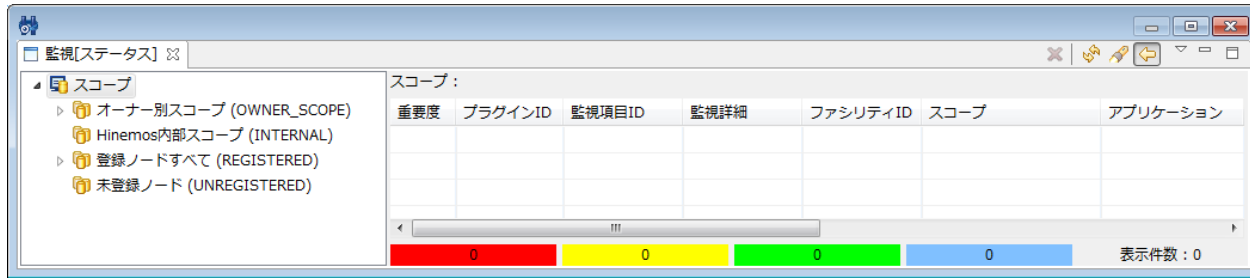 監視[ステータス]
スコープ
オーナー別スコープ (OWNER_SCOPE)
Hinemos内部スコープ (INTERNAL)
登録ノードすべて (REGISTERED)
未登録ノード (UNREGISTERED)
スコープ :
重要度 プラグインID 監視項目ID 監視詳細 ファシリティID スコープ アプリケーション
0 0 0 0 表示件数 : 0